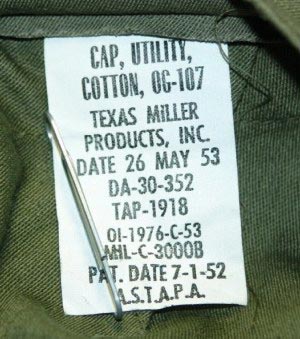 CAP, UTILITY,
COTTON, OG-107
TEXAS MILLER
PRODUCTS, INC.
DATE 26 MAY 53
DA-30-352
TAP-1918
OI-1976-C-53
MIL-C-3000B
PAT. DATE 7-1-52
A.S.T.A.P.A.